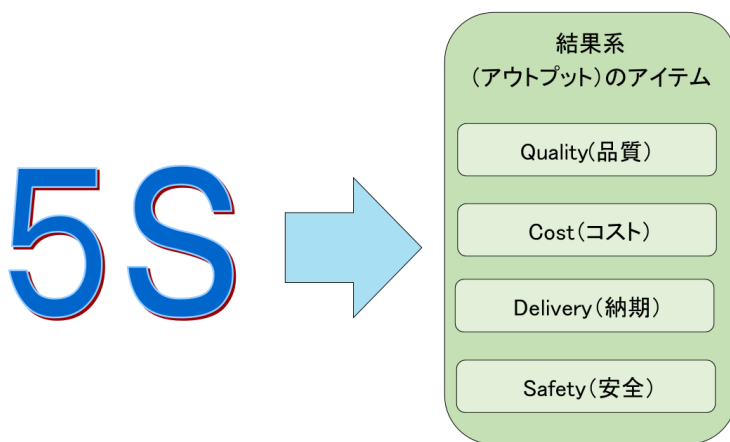 5S
結果系
（アウトプット）のアイテム
Quality（品質）
Cost（コスト）
Delivery（納期）
Safety（安全）